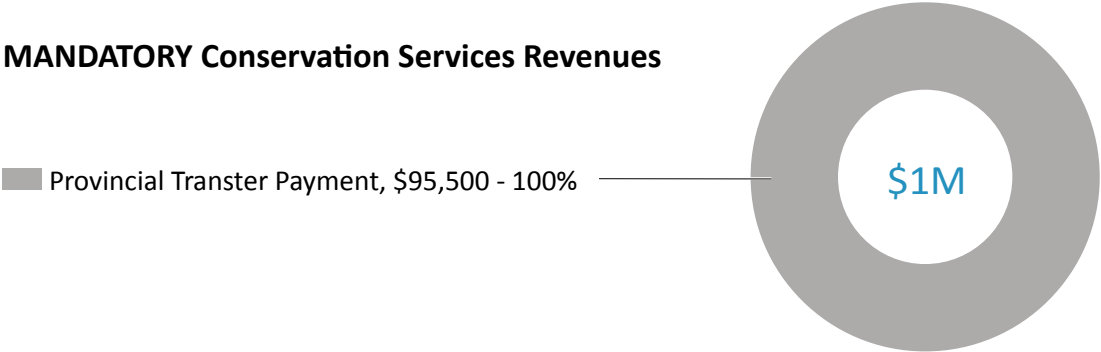 MANDATORY Conservation Services Revenues
Provincial Transter Payment, $95,500 - 100%
$1M